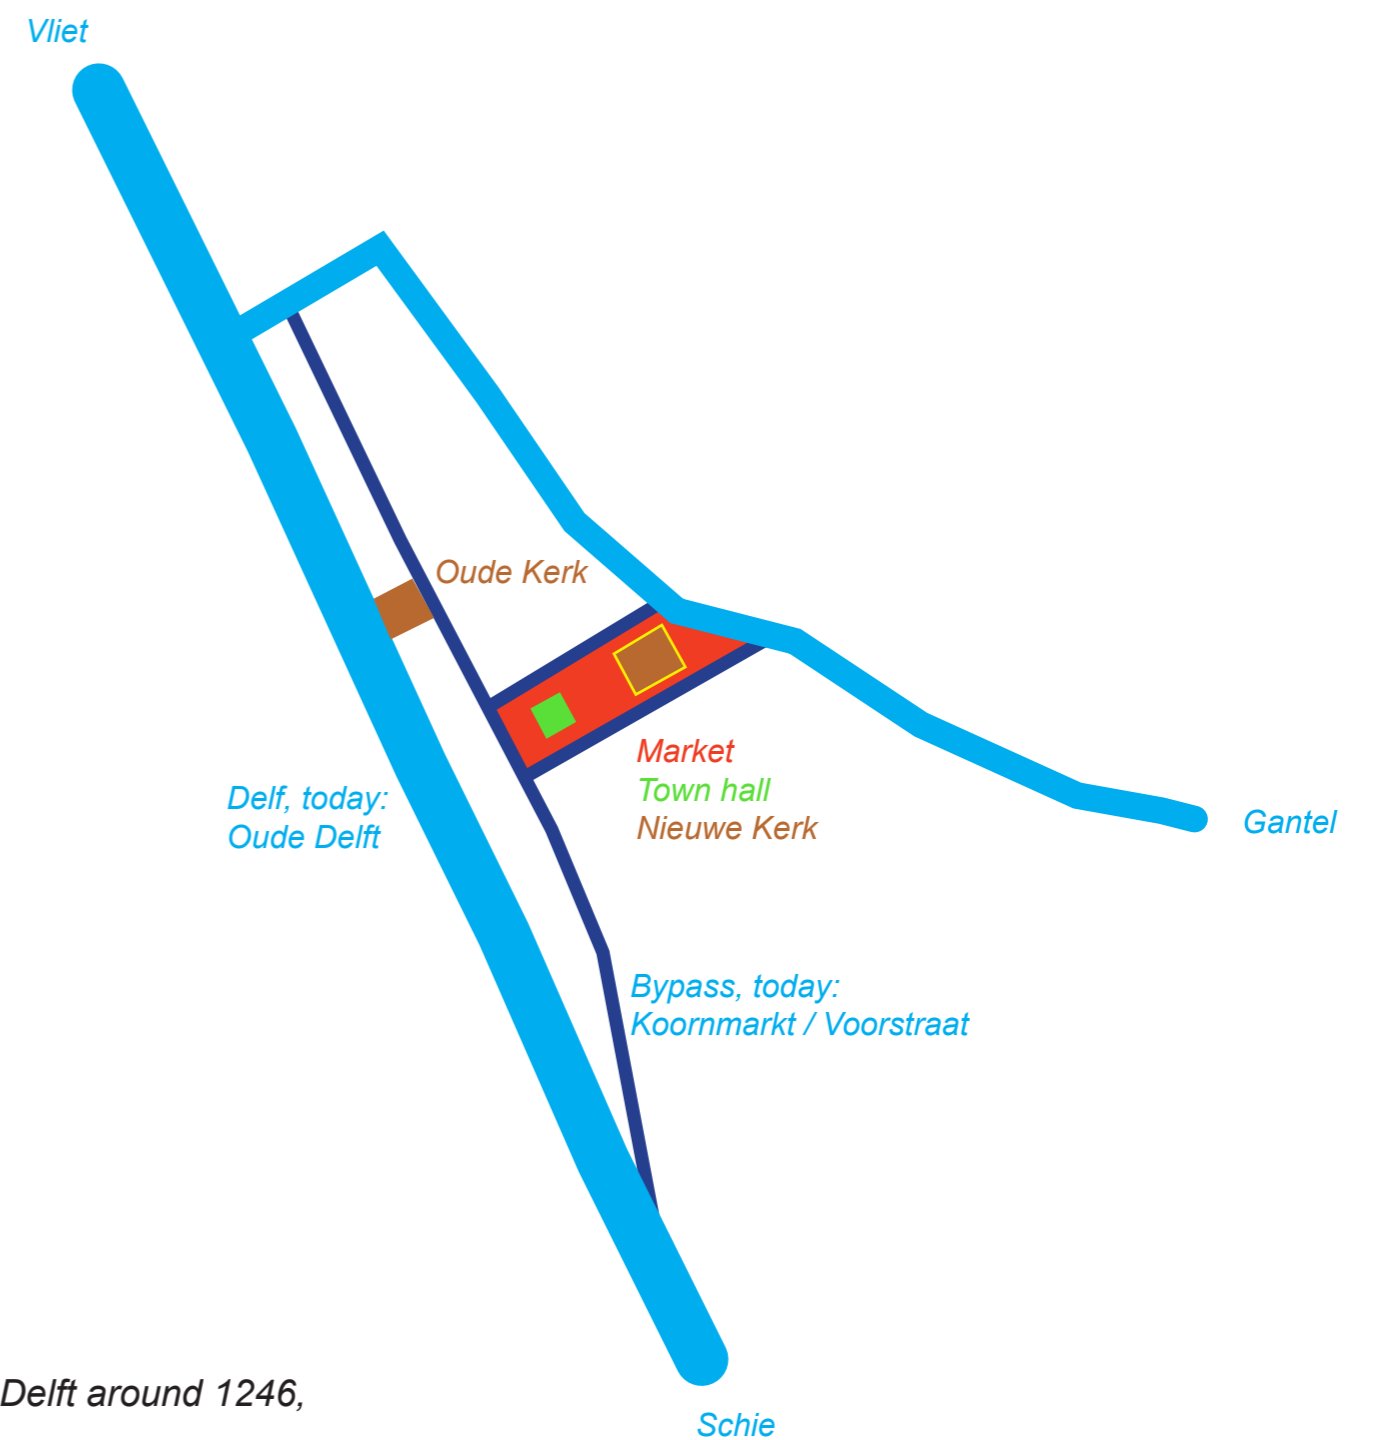 Vliet
Oude Kerk
Market
Town hall
Nieuwe Kerk
Delf, today:
Oude Delft
Gantel
Bypass, today:
Koornmarkt / Voorstraat
Delft around 1246,
Schie